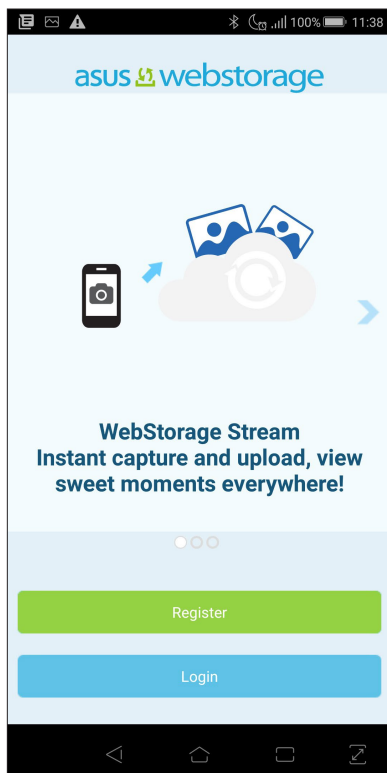 100% 11:38
asus webstorage
WebStorage Stream
Instant capture and upload, view
sweet moments everywhere!
Register
Login